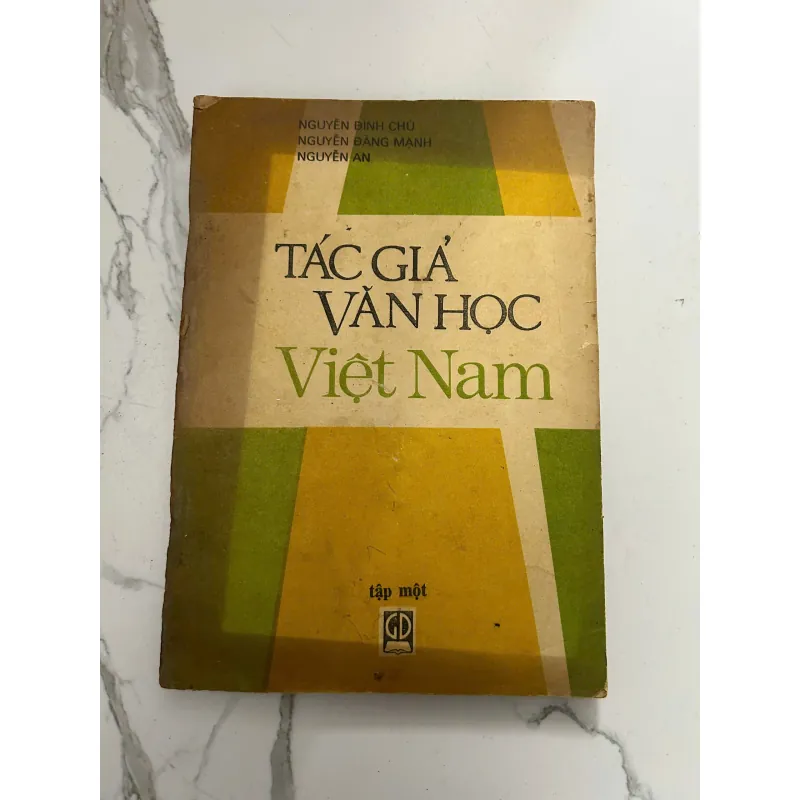 NGUYỄN ĐÌNH CHÚ
NGUYỄN ĐĂNG MẠNH
NGUYỄN AN
TÁC GIẢ
VĂN HỌC
Việt Nam
tập một
GD